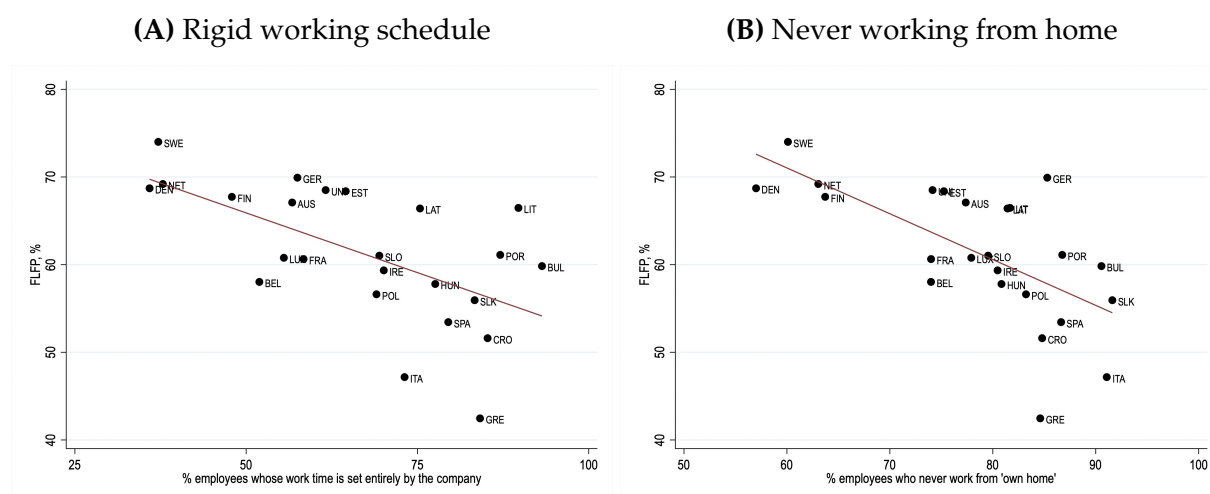 (A) Rigid working schedule
80
70
60
50
40
FLFP, %
SWE
GER
NET
DEN
UNI
EST
FIN
AUS
LAT
LIT
SLO
POR
LUX
FRA
IRE
BUL
BEL
HUN
POL
SLK
SPA
CRO
ITA
GRE
25
50
75
100
% employees whose work time is set entirely by the company
(B) Never working from home
80
70
60
50
40
FLFP, %
SWE
GER
NET
DEN
EST
FIN
AUS
LAT
SLO
POR
LUX
FRA
IRE
BUL
BEL
HUN
POL
SLK
SPA
CRO
ITA
GRE
50
60
70
80
90
100
% employees who never work from 'own home'